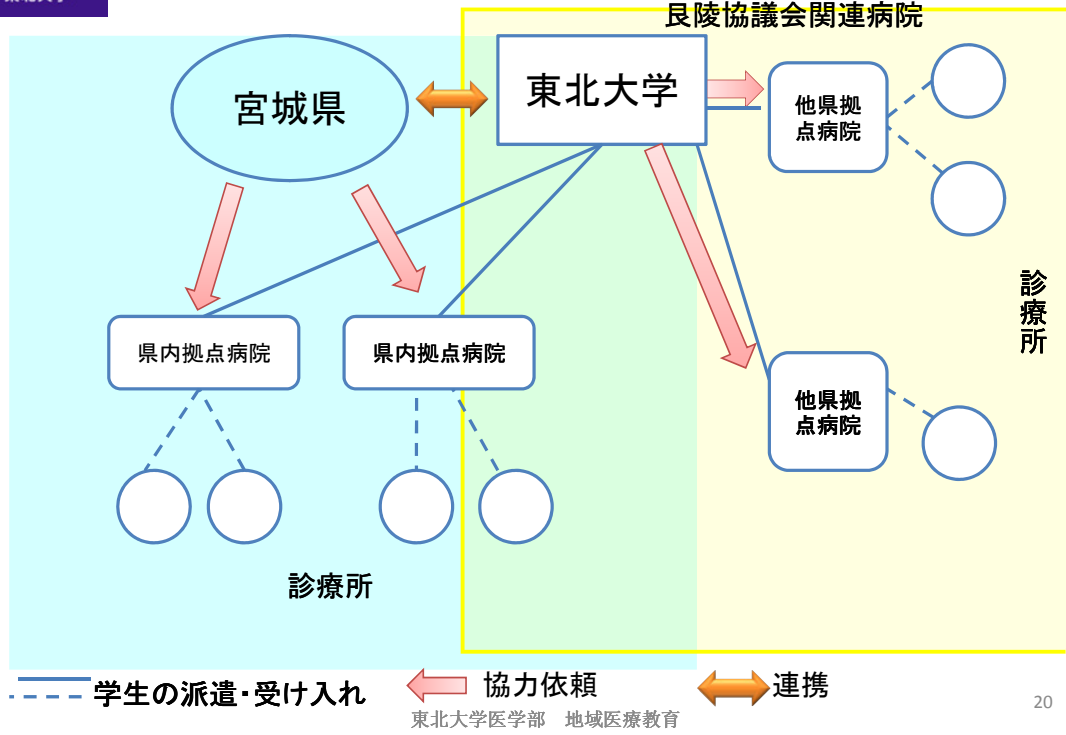 艮陵協議会関連病院
宮城県
東北大学
他県拠
点病院
診療所
県内拠点病院
県内拠点病院
他県拠
点病院
診療所
学生の派遣・受け入れ
協力依頼
連携
東北大学医学部　地域医療教育
20